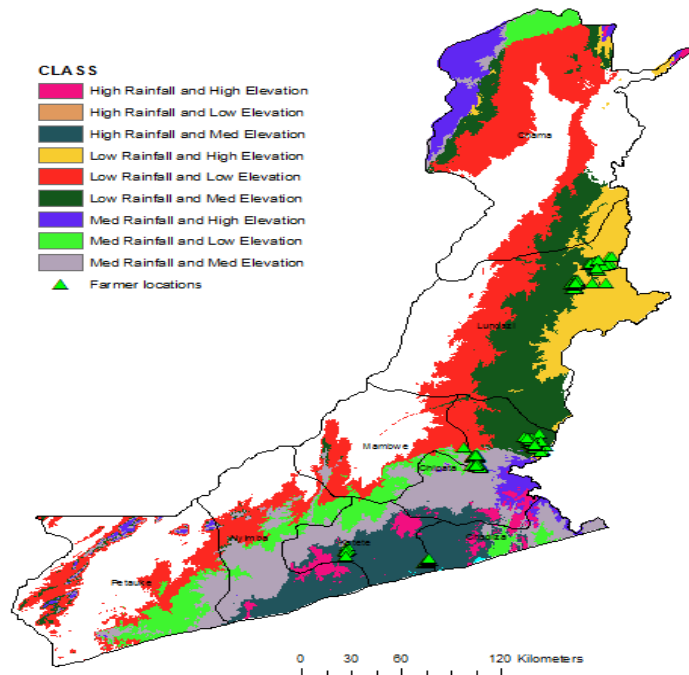 CLASS
High Rainfall and High Elevation
High Rainfall and Low Elevation
High Rainfall and Med Elevation
Low Rainfall and High Elevation
Low Rainfall and Low Elevation
Low Rainfall and Med Elevation
Med Rainfall and High Elevation
Med Rainfall and Low Elevation
Med Rainfall and Med Elevation
Farmer locations
Chama
Lundazi
Mambwe
Chipata
Nyimba
Katete
Chadiza
Petauke
0 30 60 120 Kilometers